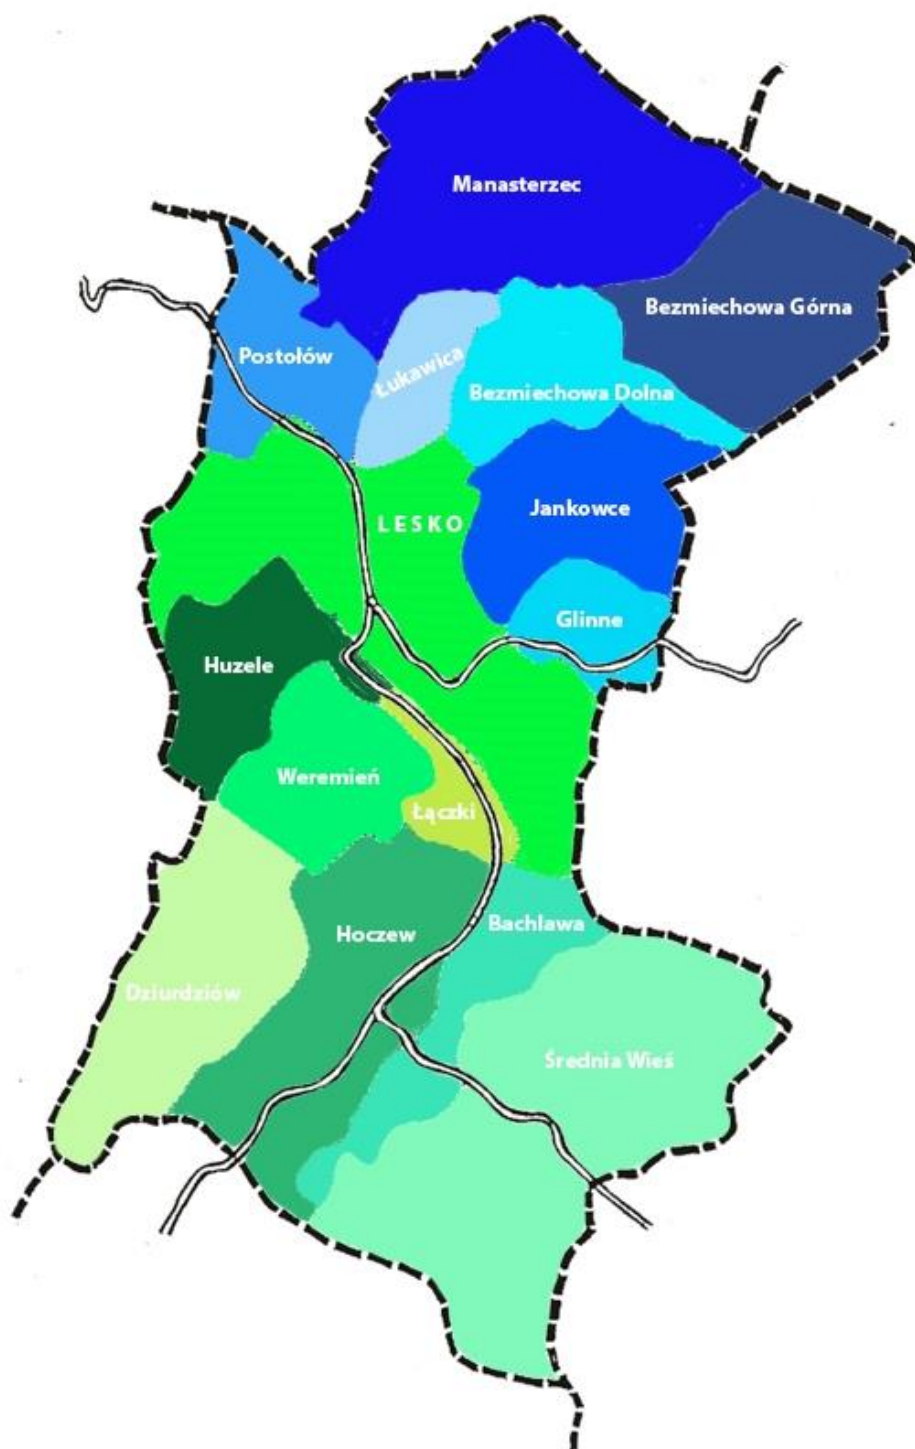 Manasterzec
Bezmiechowa Górna
Postołów
Łukawica
Bezmiechowa Dolna
LESKO
Jankowce
Glinne
Huzele
Weremień
Łączki
Bachlawa
Hoczew
Dziurdziów
Średnia Wieś